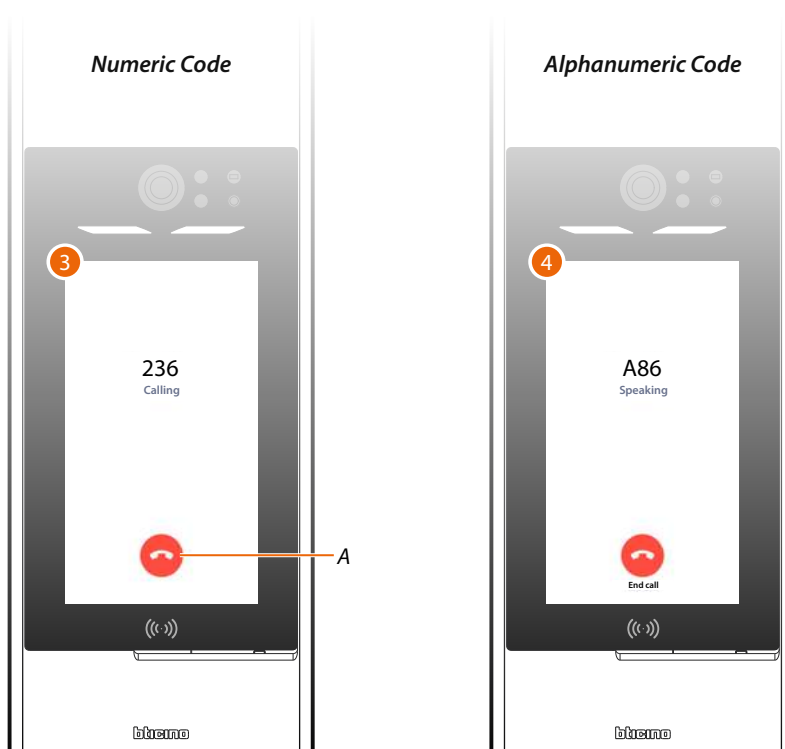 Numeric Code
3
236
Calling
A
bticino
Alphanumeric Code
4
A86
Speaking
End call
bticino